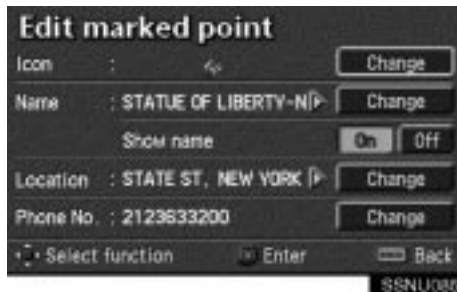 Edit marked point
Icon : Change
Name : STATUE OF LIBERTY-N Change
Show name On Off
Location : STATE ST, NEW YORK Change
Phone No. : 2123633200 Change
Select function Enter Back
SSNU086